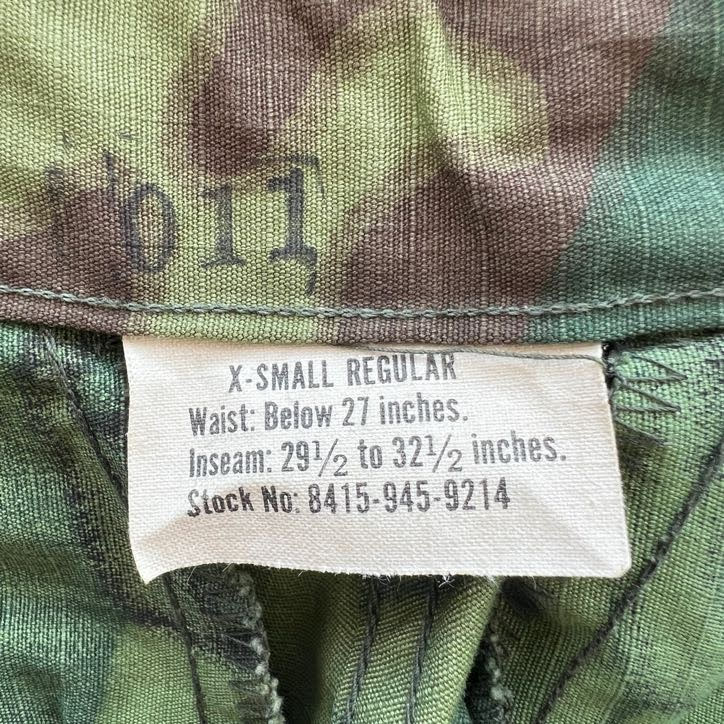 011
X-SMALL REGULAR
Waist: Below 27 inches.
Inseam: 29½ to 32½ inches.
Stock No: 8415-945-9214